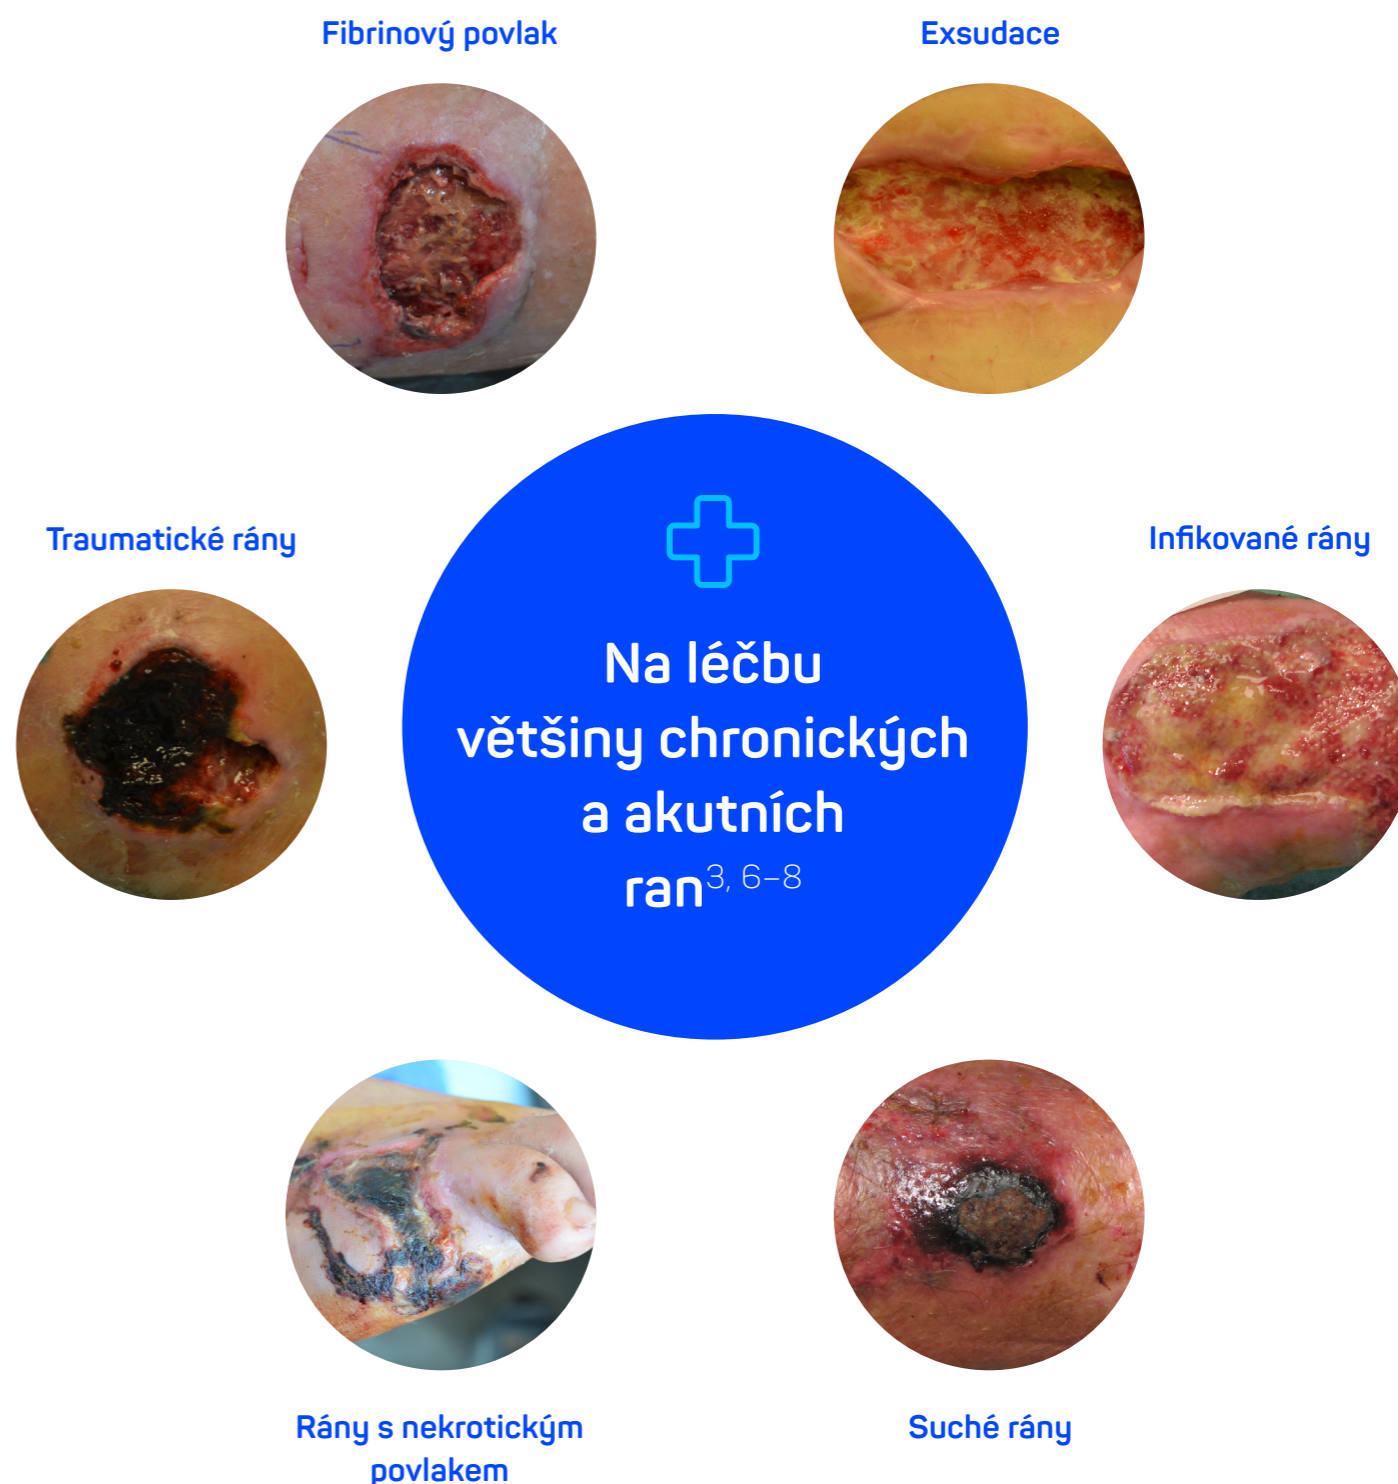 Fibrinový povlak
Exsudace
Traumatické rány
Infikované rány
Na léčbu
většiny chronických
a akutních
ran3, 6–8
Rány s nekrotickým
povlakem
Suché rány